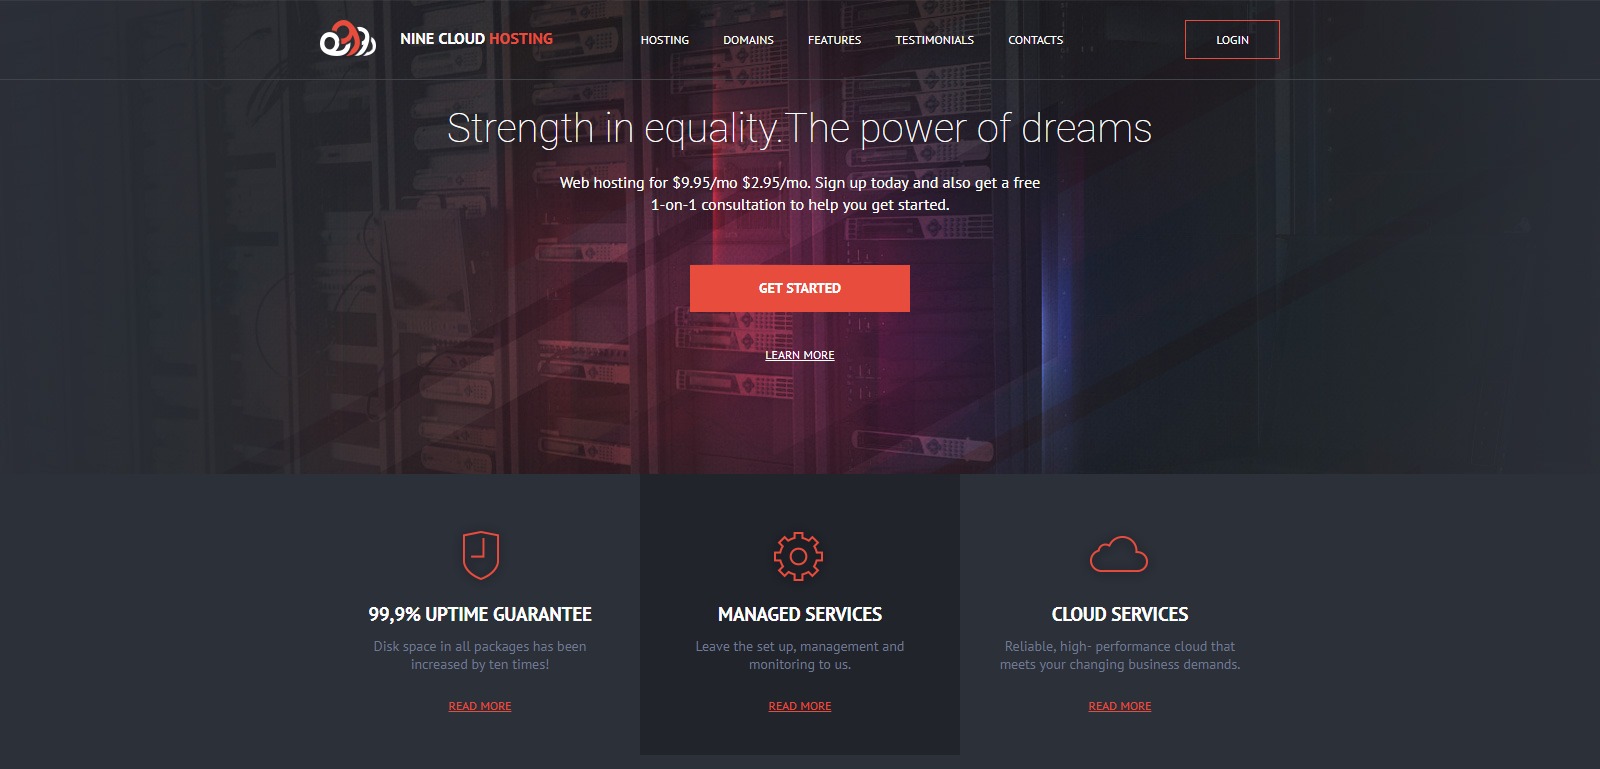 NINE CLOUD HOSTING
HOSTING
DOMAINS
FEATURES
TESTIMONIALS
CONTACTS
LOGIN
Strength in equality.The power of dreams
Web hosting for $9.95/mo $2.95/mo. Sign up today and also get a free
1-on-1 consultation to help you get started.
GET STARTED
LEARN MORE
99,9% UPTIME GUARANTEE
Disk space in all packages has been
increased by ten times!
READ MORE
MANAGED SERVICES
Leave the set up, management and
monitoring to us.
READ MORE
CLOUD SERVICES
Reliable, high- performance cloud that
meets your changing business demands.
READ MORE